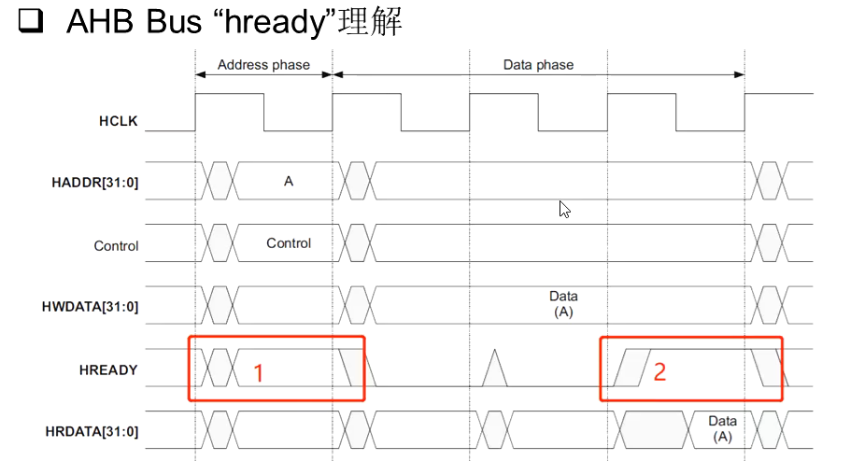 ❑ AHB Bus “hready”理解
Address phase
Data phase
HCLK
HADDR[31:0]
A
Control
Control
HWDATA[31:0]
Data
(A)
HREADY
1
2
HRDATA[31:0]
Data
(A)